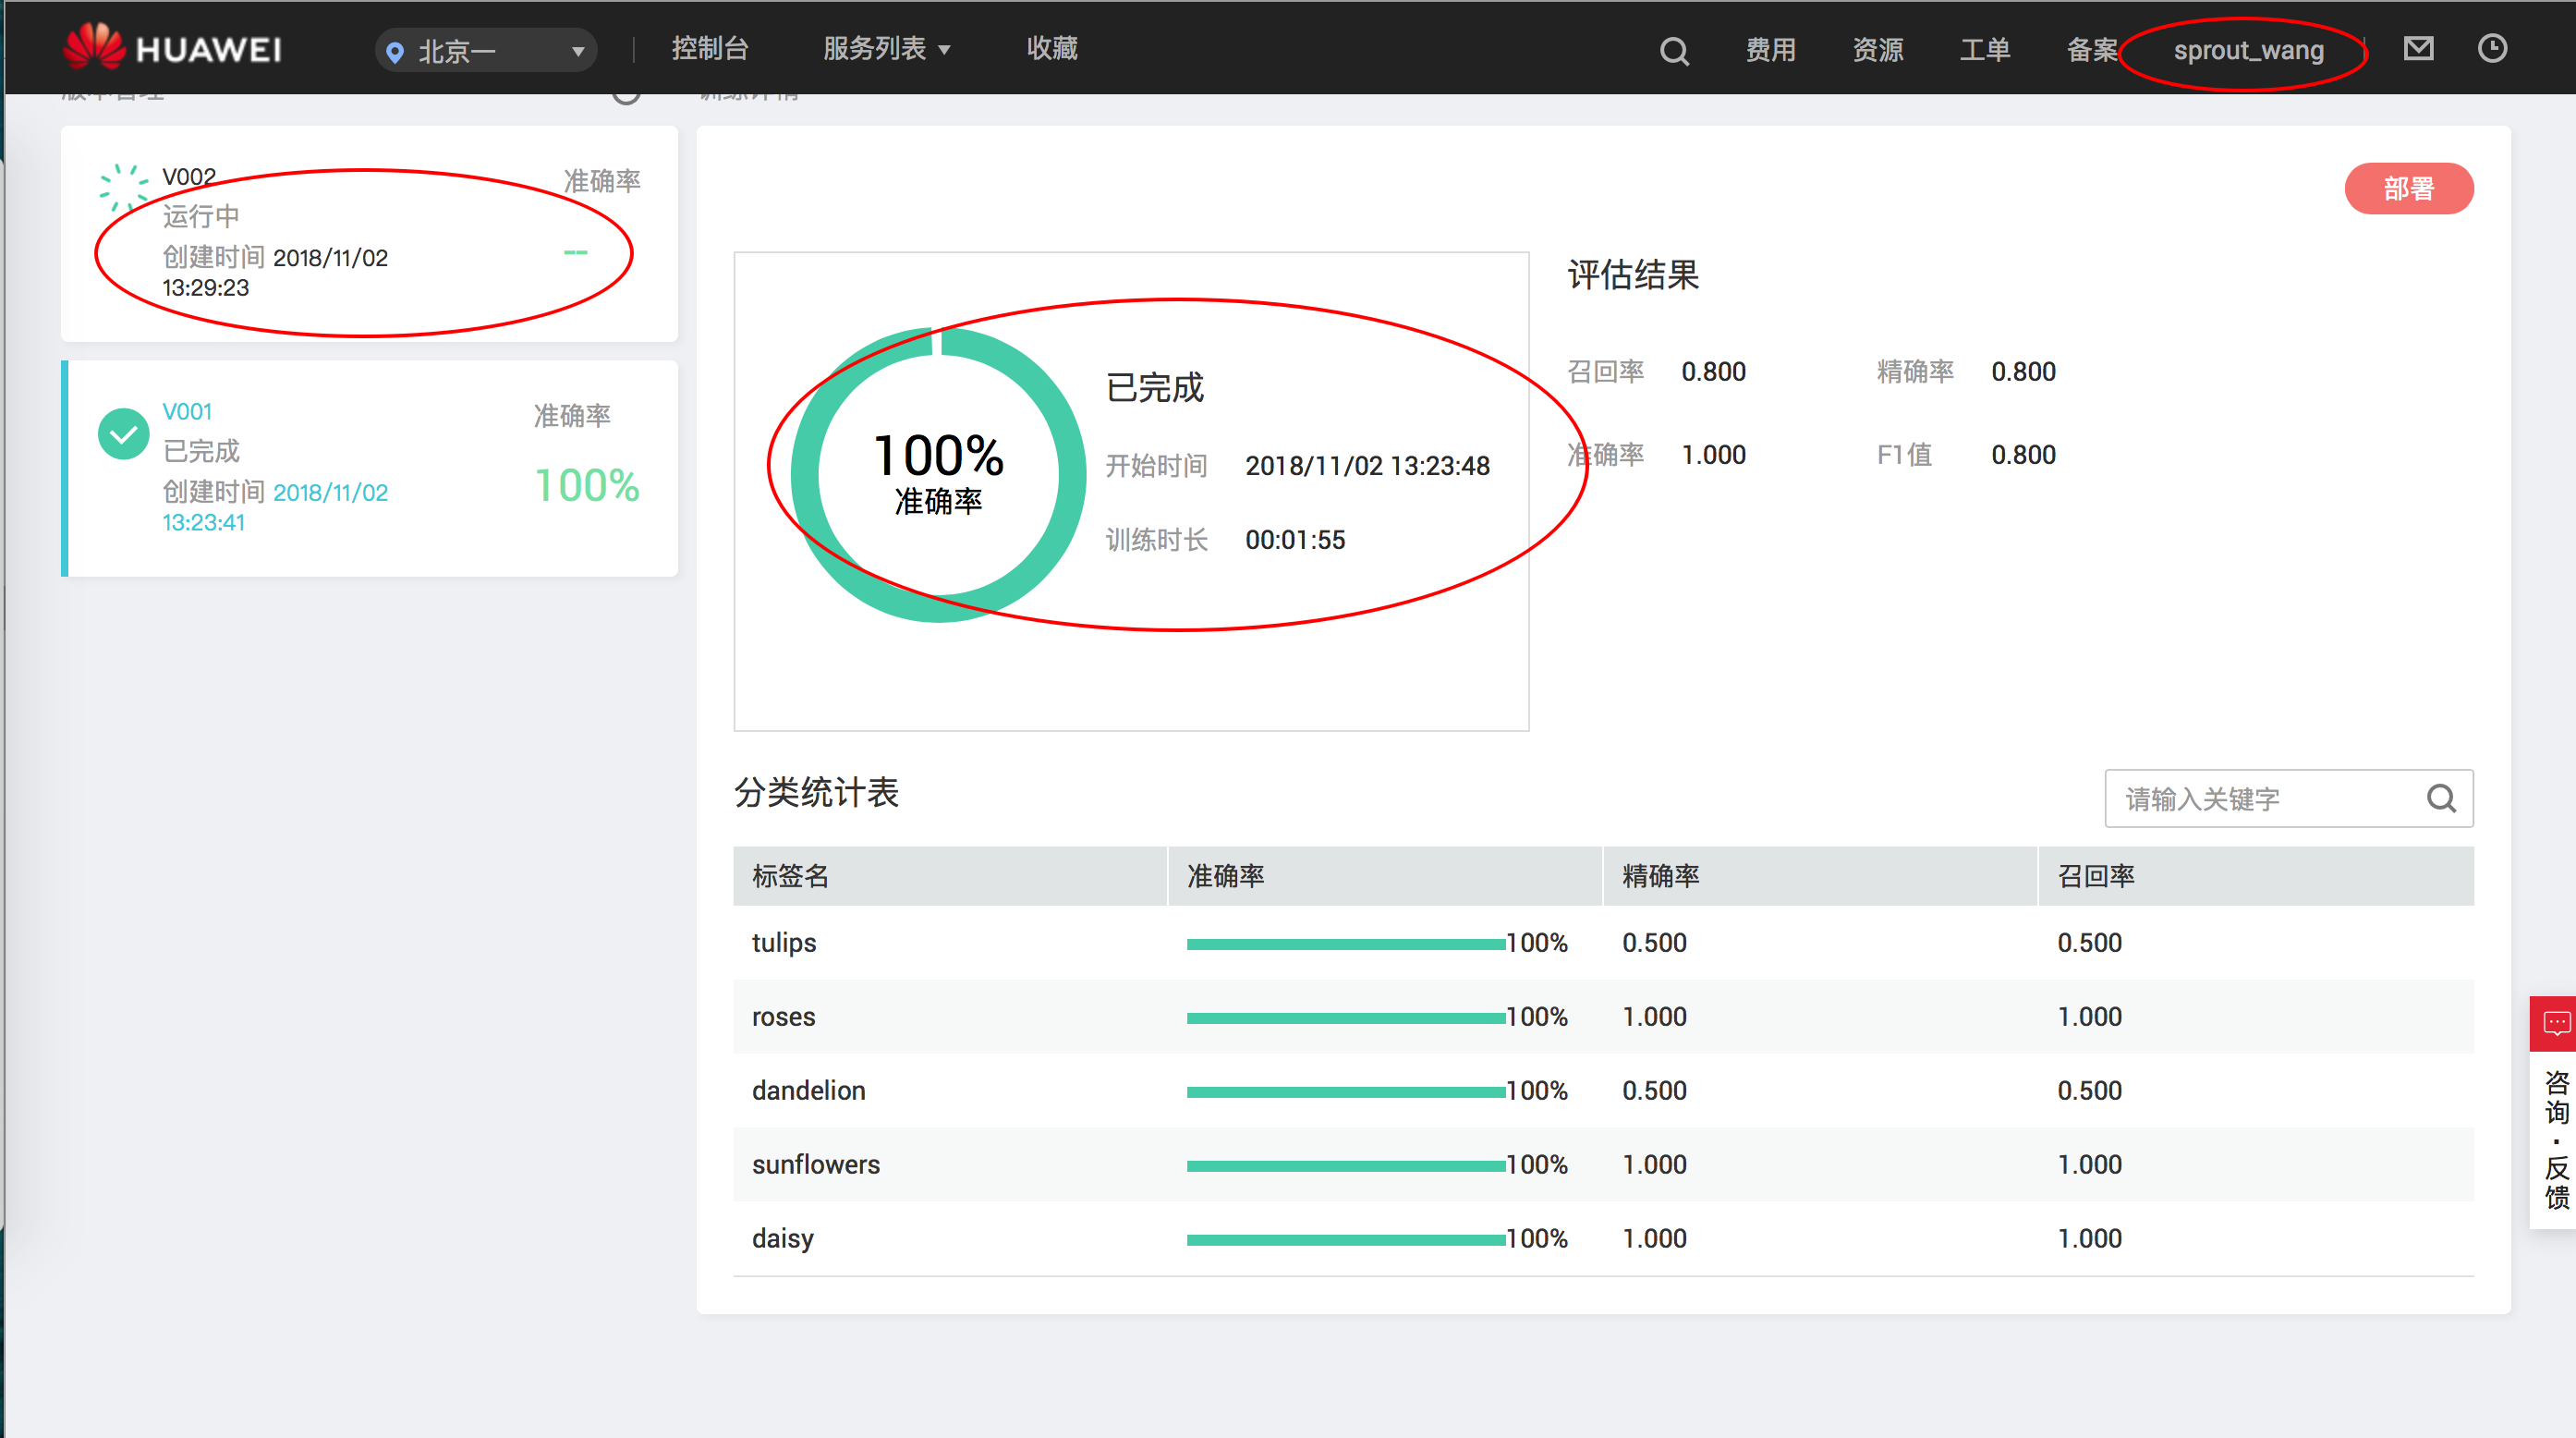 HUAWEI 北京一 控制台 服务列表 收藏 费用 资源 工单 备案 sprout_wang
V002 准确率
运行中
创建时间 2018/11/02 --
13:29:23
V001 准确率
已完成
创建时间 2018/11/02 100%
13:23:41
部署
100%
准确率
已完成
开始时间 2018/11/02 13:23:48
训练时长 00:01:55
评估结果
召回率 0.800 精确率 0.800
准确率 1.000 F1值 0.800
分类统计表
请输入关键字
标签名 准确率 精确率 召回率
tulips 100% 0.500 0.500
roses 100% 1.000 1.000
dandelion 100% 0.500 0.500
sunflowers 100% 1.000 1.000
daisy 100% 1.000 1.000
咨询·反馈